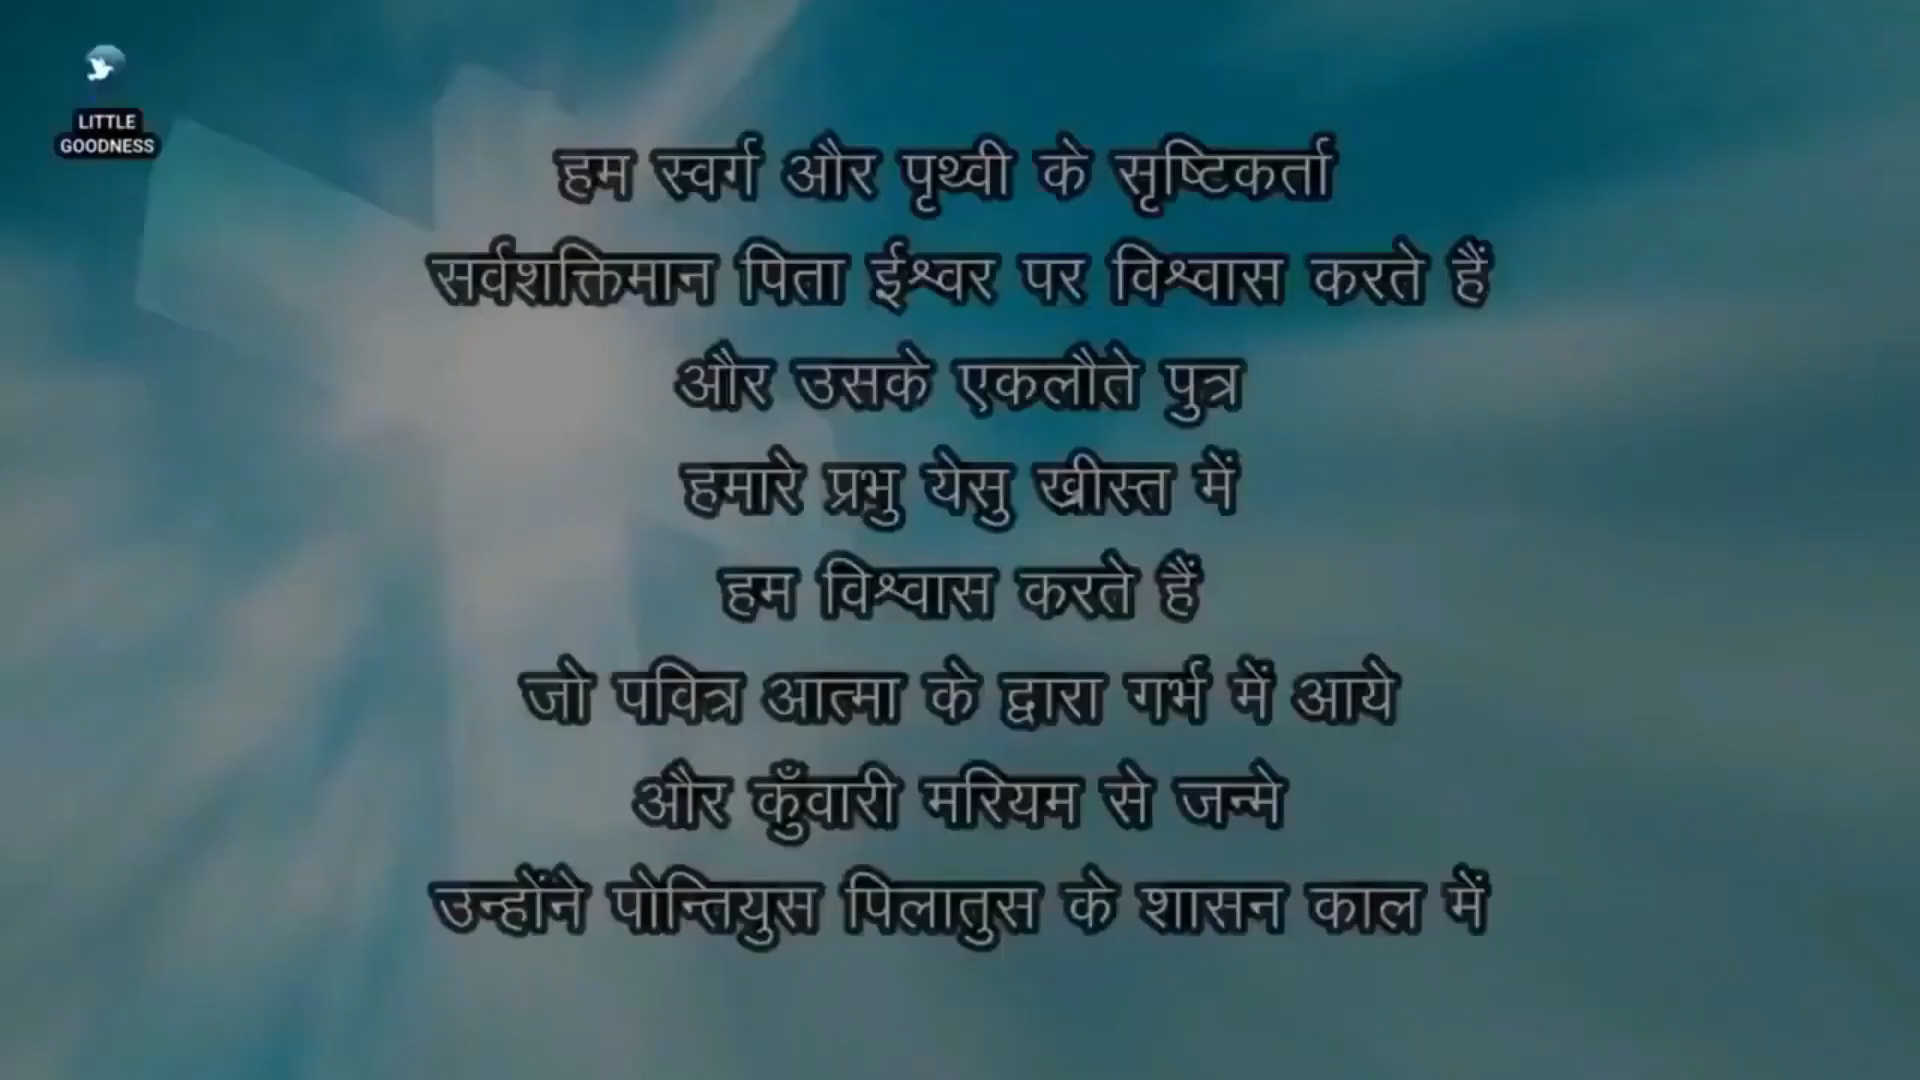 LITTLE
GOODNESS
हम स्वर्ग और पृथ्वी के सृष्टिकर्ता
सर्वशक्तिमान पिता ईश्वर पर विश्वास करते हैं
और उसके एकलौते पुत्र
हमारे प्रभु येसु ख्रीस्त में
हम विश्वास करते हैं
जो पवित्र आत्मा के द्वारा गर्भ में आये
और कुँवारी मरियम से जन्मे
उन्होंने पोन्तियुस पिलातुस के शासन काल में